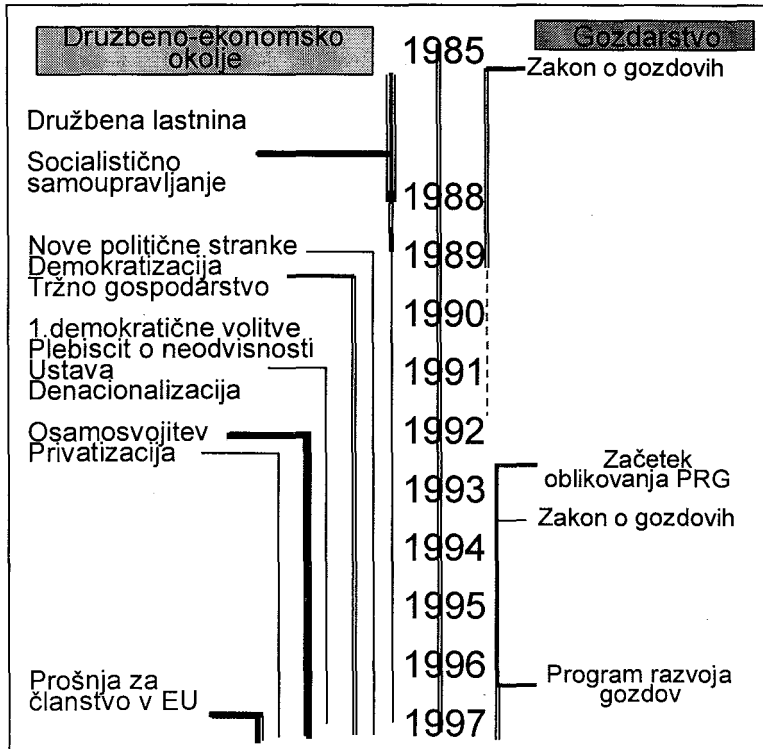 Družbeno-ekonomsko
okolje
Družbena lastnina
Socialistično
samoupravljanje
Nove politične stranke
Demokratizacija
Tržno gospodarstvo
1.demokratične volitve
Plebiscit o neodvisnosti
Ustava
Denacionalizacija
Osamosvojitev
Privatizacija
Prošnja za
članstvo v EU
1985
1988
1989
1990
1991
1992
1993
1994
1995
1996
1997
Gozdarstvo
Zakon o gozdovih
Začetek
oblikovanja PRG
Zakon o gozdovih
Program razvoja
gozdov